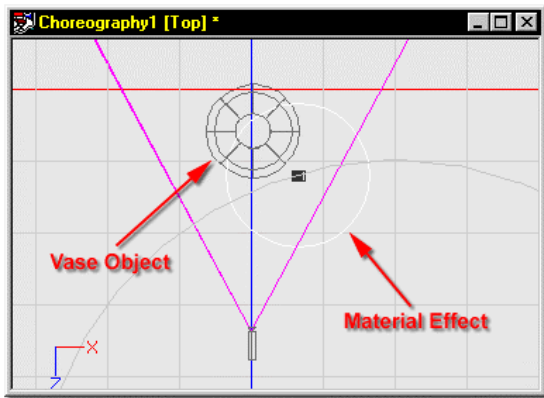 Choreography1 [Top] *
Vase Object
Material Effect
X
Z